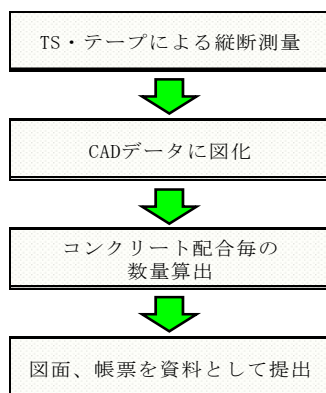 TS・テープによる縦断測量
CADデータに図化
コンクリート配合毎の
数量算出
図面、帳票を資料として提出